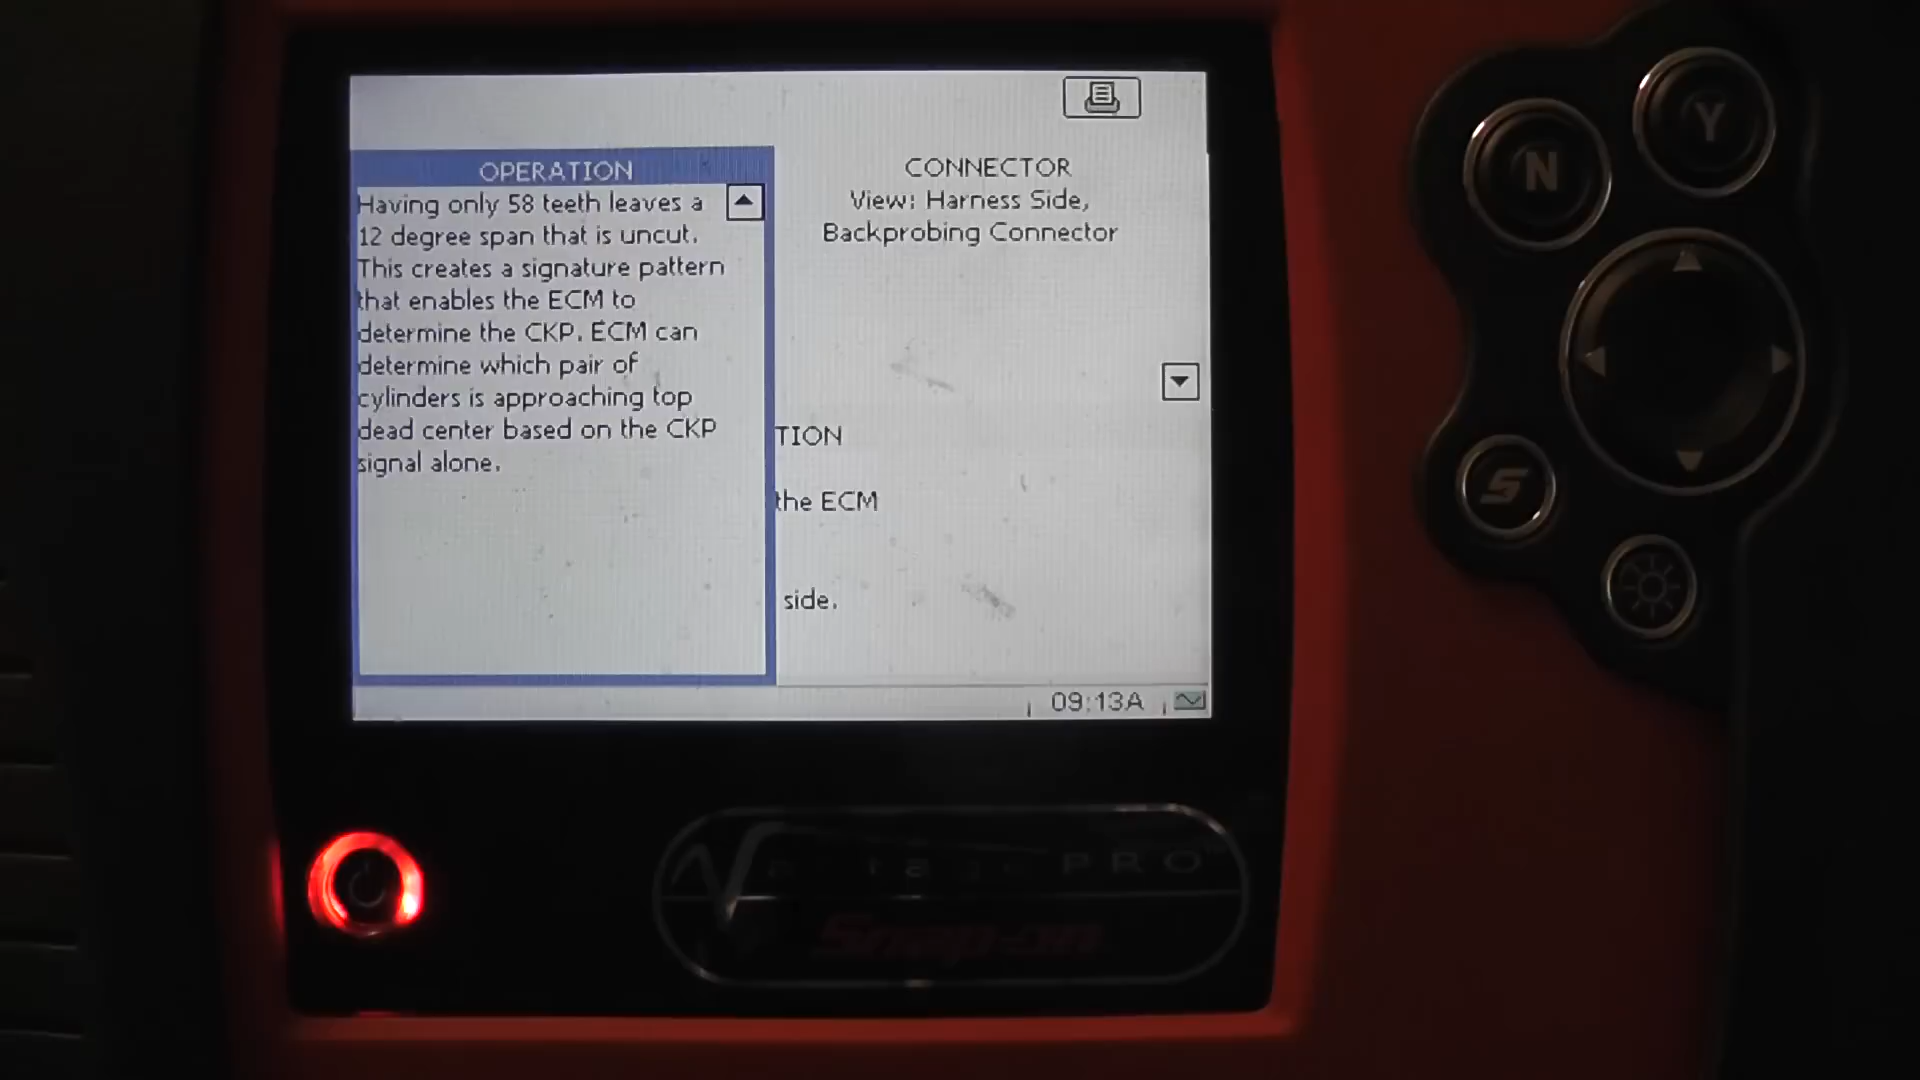 OPERATION
Having only 58 teeth leaves a
12 degree span that is uncut.
This creates a signature pattern
that enables the ECM to
determine the CKP. ECM can
determine which pair of
cylinders is approaching top
dead center based on the CKP
signal alone.
CONNECTOR
View: Harness Side,
Backprobing Connector
TION
the ECM
side.
09:13A
N
Y
S
PRO
Snap-on